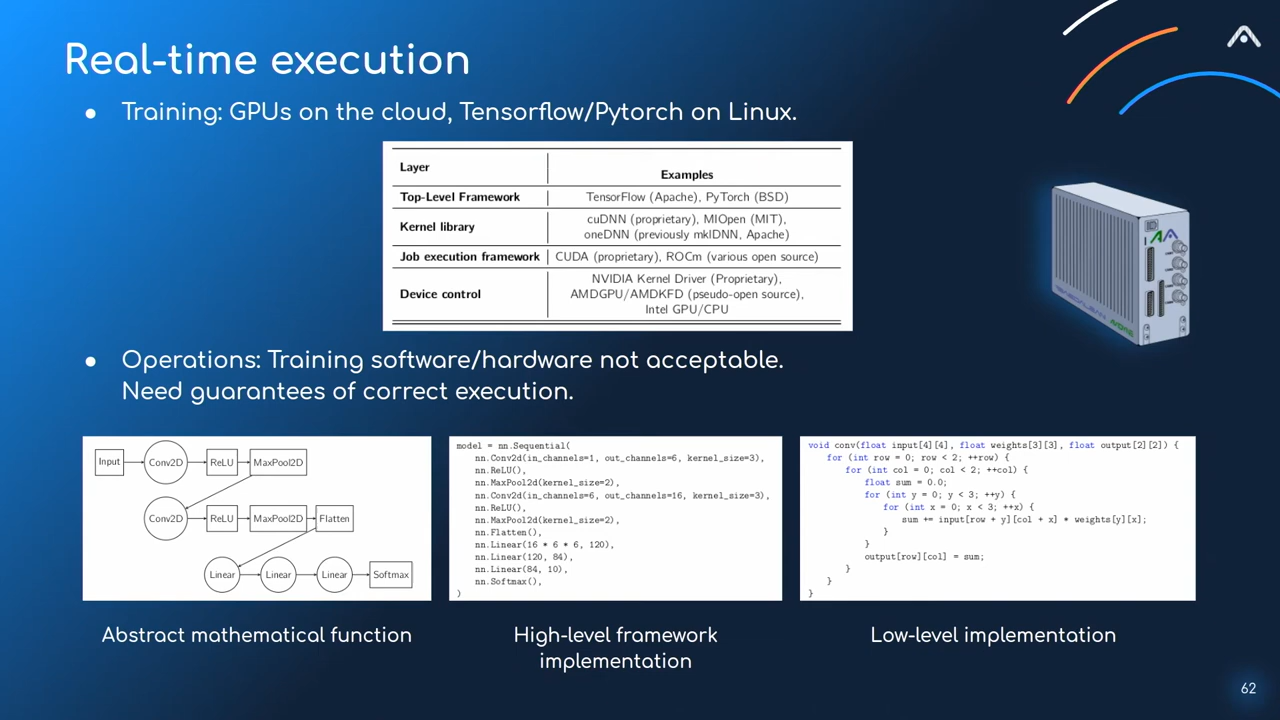 Real-time execution
● Training: GPUs on the cloud, Tensorflow/Pytorch on Linux.
Layer Examples
Top-Level Framework TensorFlow (Apache), PyTorch (BSD)
Kernel library cuDNN (proprietary), MIOpen (MIT),
oneDNN (previously mklDNN, Apache)
Job execution framework CUDA (proprietary), ROCm (various open source)
Device control NVIDIA Kernel Driver (Proprietary),
AMDGPU/AMDKFD (pseudo-open source),
Intel GPU/CPU
● Operations: Training software/hardware not acceptable.
Need guarantees of correct execution.
Input Conv2D ReLU MaxPool2D
Conv2D ReLU MaxPool2D Flatten
Linear Linear Linear Softmax
Abstract mathematical function
model = nn.Sequential(
nn.Conv2d(in_channels=1, out_channels=6, kernel_size=3),
nn.ReLU(),
nn.MaxPool2d(kernel_size=2),
nn.Conv2d(in_channels=6, out_channels=16, kernel_size=3),
nn.ReLU(),
nn.MaxPool2d(kernel_size=2),
nn.Flatten(),
nn.Linear(16 * 6 * 6, 120),
nn.Linear(120, 84),
nn.Linear(84, 10),
nn.Softmax(),
)
High-level framework
implementation
void conv(float input[4][4], float weights[3][3], float output[2][2]) {
for (int row = 0; row < 2; ++row) {
for (int col = 0; col < 2; ++col) {
float sum = 0.0;
for (int y = 0; y < 3; ++y) {
for (int x = 0; x < 3; ++x) {
sum += input[row + y][col + x] * weights[y][x];
}
}
output[row][col] = sum;
}
}
}
Low-level implementation
62